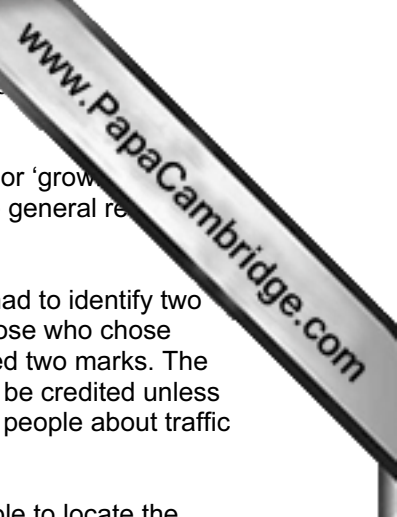 www.PapaCambridge.com
or ‘grow
general re
had to identify two
ose who chose
ed two marks. The
be credited unless
people about traffic
ble to locate the